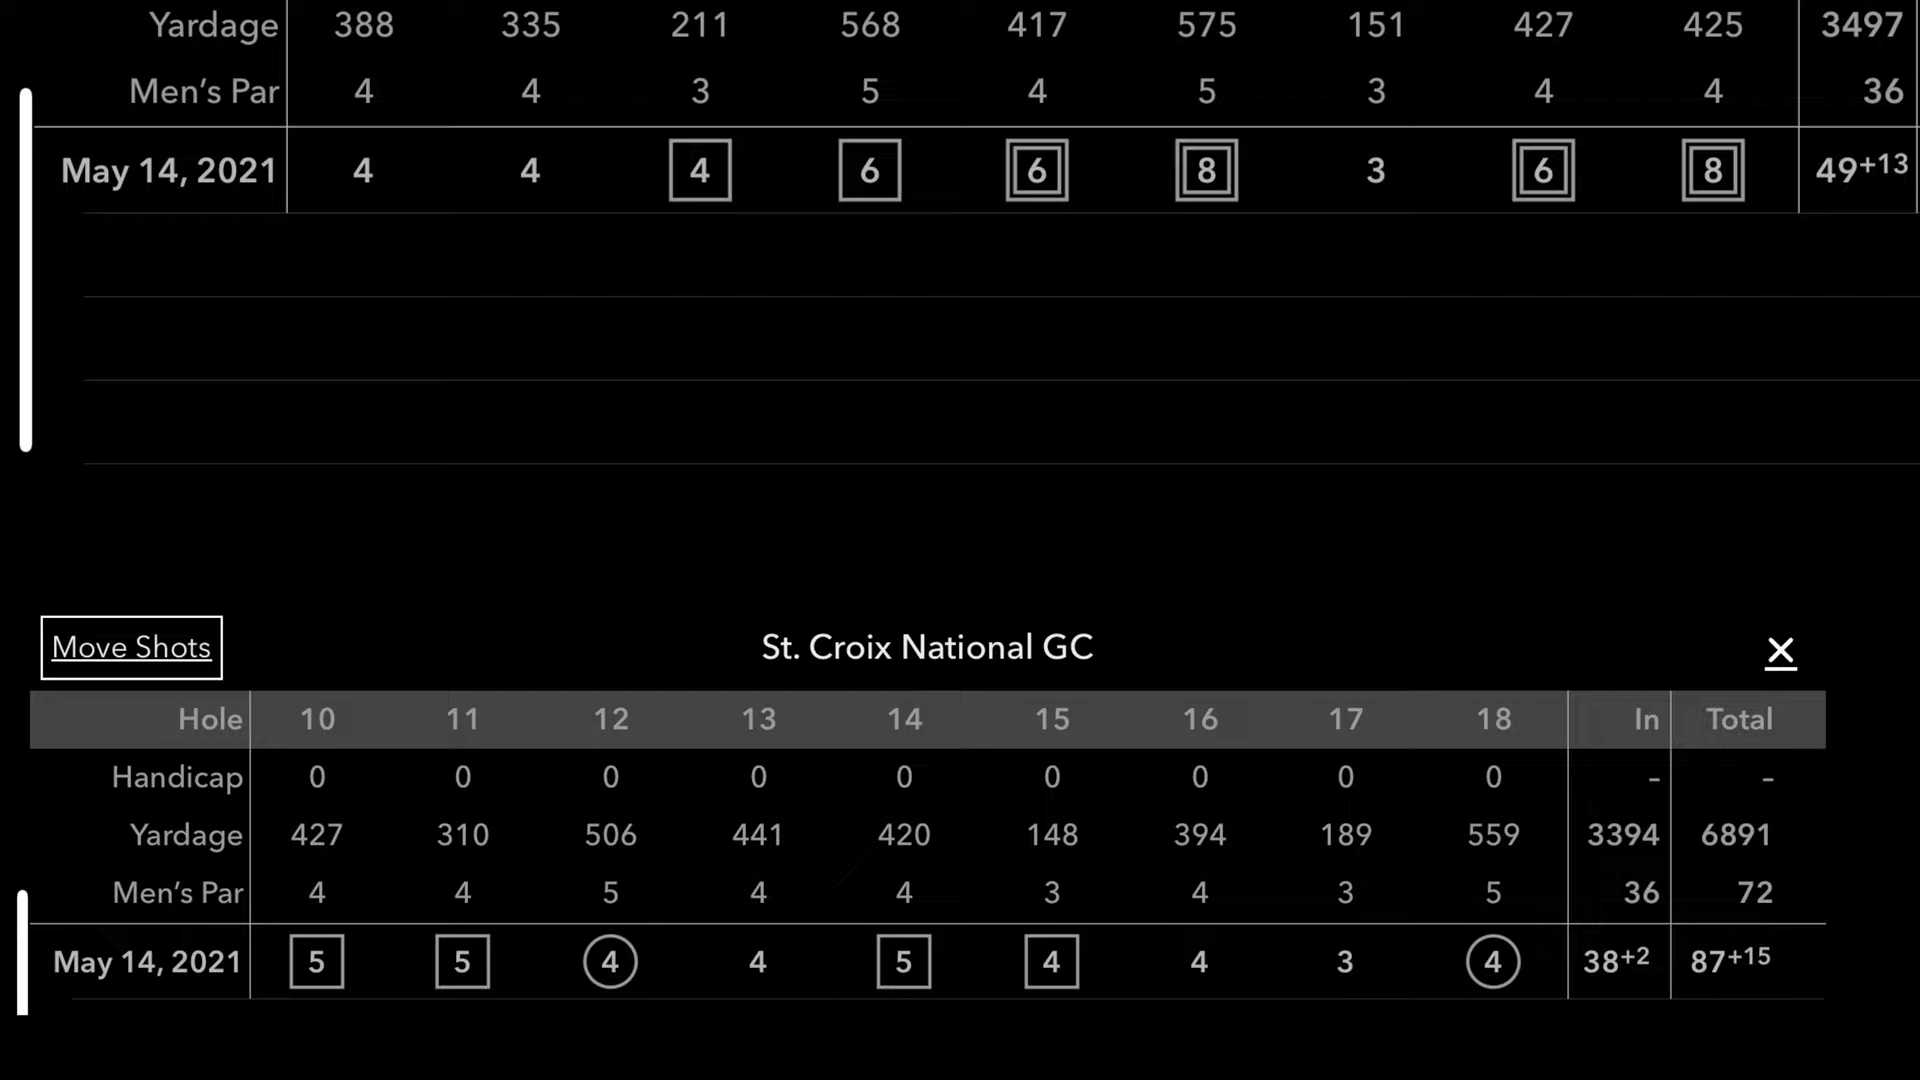 Yardage 388 335 211 568 417 575 151 427 425 3497
Men’s Par 4 4 3 5 4 5 3 4 4 36
May 14, 2021 4 4 4 6 6 8 3 6 8 49+13
Move Shots St. Croix National GC ×
Hole 10 11 12 13 14 15 16 17 18 In Total
Handicap 0 0 0 0 0 0 0 0 0 - -
Yardage 427 310 506 441 420 148 394 189 559 3394 6891
Men’s Par 4 4 5 4 4 3 4 3 5 36 72
May 14, 2021 5 5 4 4 5 4 4 3 4 38+2 87+15